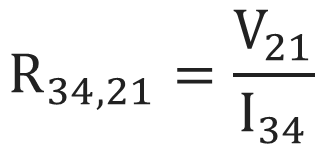 R₃₄,₂₁ = V₂₁ / I₃₄